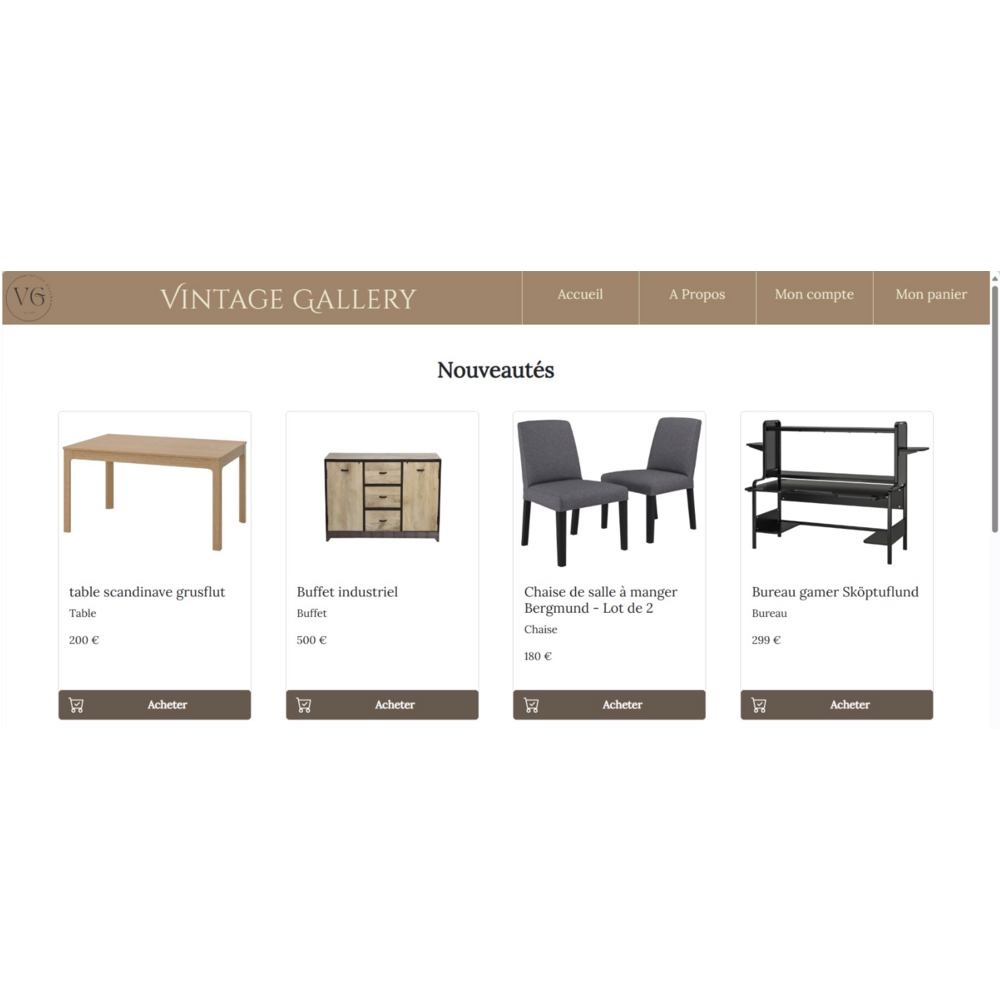 VG
VINTAGE GALLERY
Accueil
A Propos
Mon compte
Mon panier
Nouveautés
table scandinave grusflut
Table
200 €
Acheter
Buffet industriel
Buffet
500 €
Acheter
Chaise de salle à manger
Bergmund - Lot de 2
Chaise
180 €
Acheter
Bureau gamer Sköptuflund
Bureau
299 €
Acheter